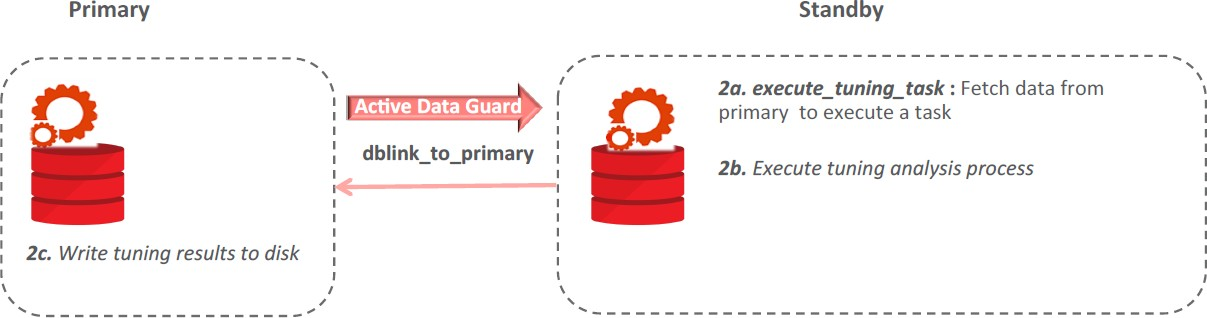 Primary
Standby
Active Data Guard
dblink_to_primary
2a. execute_tuning_task : Fetch data from
primary to execute a task
2b. Execute tuning analysis process
2c. Write tuning results to disk